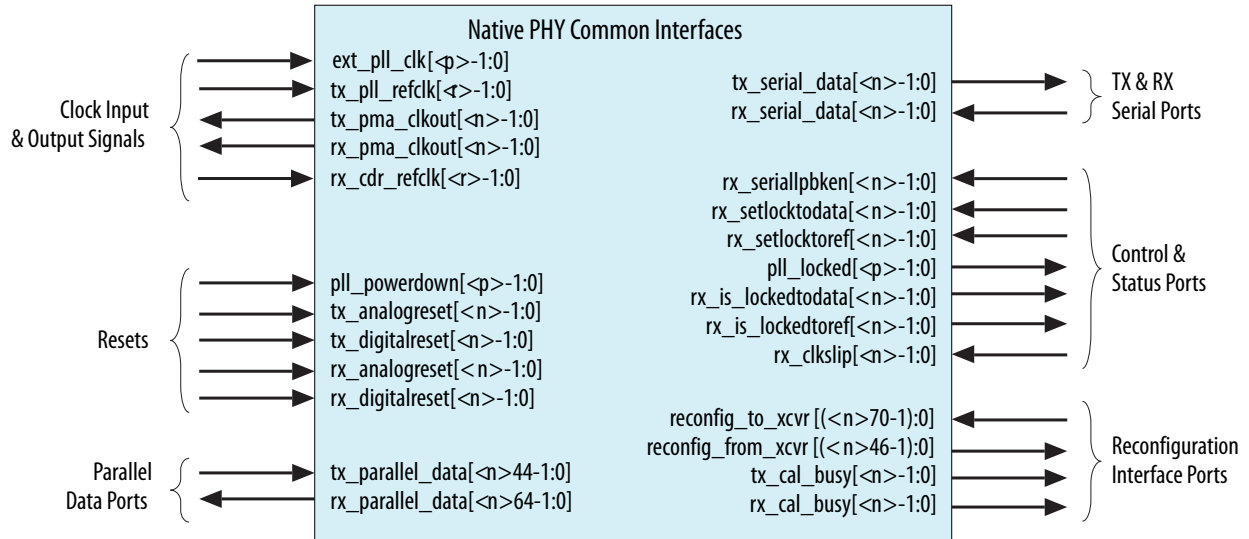 Native PHY Common Interfaces
Clock Input
& Output Signals
ext_pll_clk[<p>-1:0]
tx_pll_refclk[<r>-1:0]
tx_pma_clkout[<n>-1:0]
rx_pma_clkout[<n>-1:0]
rx_cdr_refclk[<r>-1:0]
Resets
pll_powerdown[<p>-1:0]
tx_analogreset[<n>-1:0]
tx_digitalreset[<n>-1:0]
rx_analogreset[<n>-1:0]
rx_digitalreset[<n>-1:0]
Parallel
Data Ports
tx_parallel_data[<n>44-1:0]
rx_parallel_data[<n>64-1:0]
tx_serial_data[<n>-1:0]
rx_serial_data[<n>-1:0]
TX & RX
Serial Ports
rx_seriallpbken[<n>-1:0]
rx_setlocktodata[<n>-1:0]
rx_setlocktoref[<n>-1:0]
pll_locked[<p>-1:0]
rx_is_lockedtodata[<n>-1:0]
rx_is_lockedtoref[<n>-1:0]
rx_clkslip[<n>-1:0]
Control &
Status Ports
reconfig_to_xcvr [(<n>70-1):0]
reconfig_from_xcvr [(<n>46-1):0]
tx_cal_busy[<n>-1:0]
rx_cal_busy[<n>-1:0]
Reconfiguration
Interface Ports